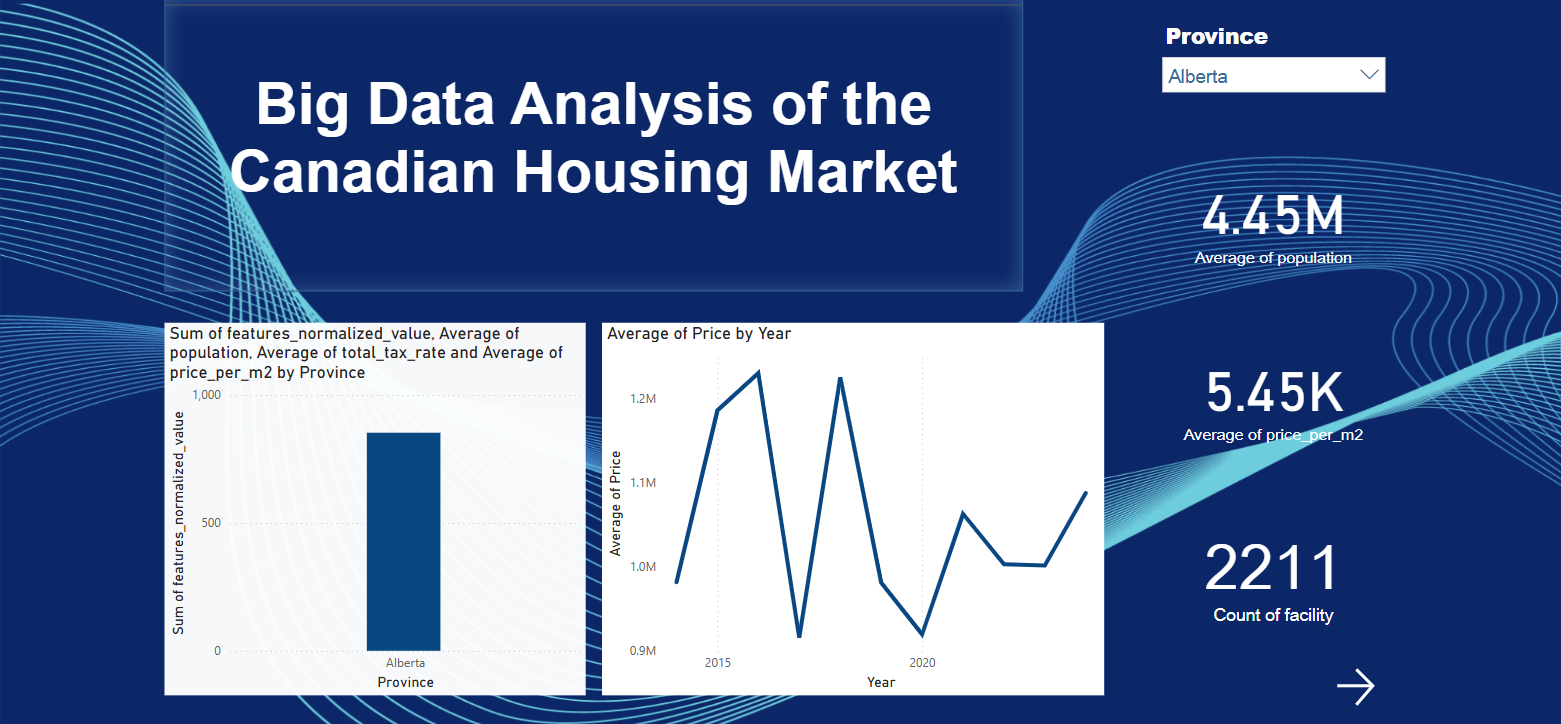 Big Data Analysis of the
Canadian Housing Market
Province
Alberta
4.45M
Average of population
5.45K
Average of price_per_m2
2211
Count of facility
Sum of features_normalized_value, Average of
population, Average of total_tax_rate and Average of
price_per_m2 by Province
Sum of features_normalized_value
1,000
500
0
Alberta
Province
Average of Price by Year
Average of Price
1.2M
1.1M
1.0M
0.9M
2015
2020
Year